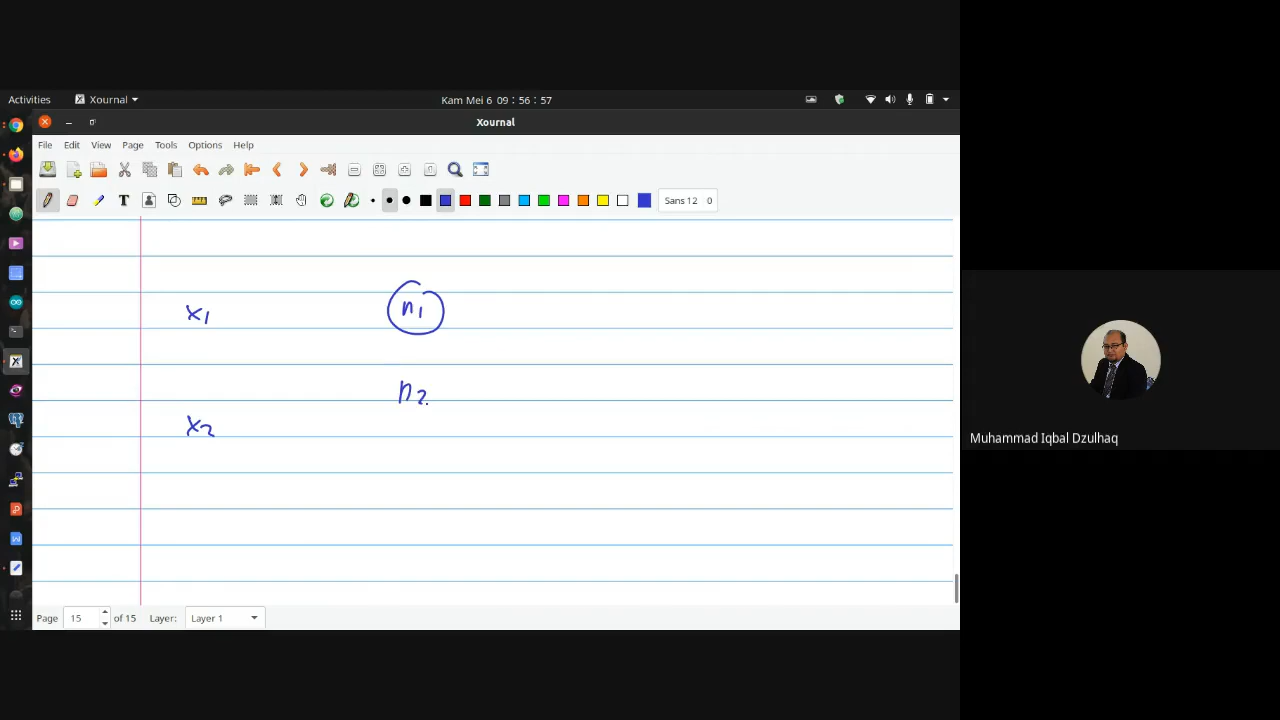 Activities Xournal Kam Mei 6 09 : 56 : 57
Xournal
File Edit View Page Tools Options Help
T Sans 12 0
x1 n1
n2
x2
Muhammad Iqbal Dzulhaq
Page 15 of 15 Layer: Layer 1